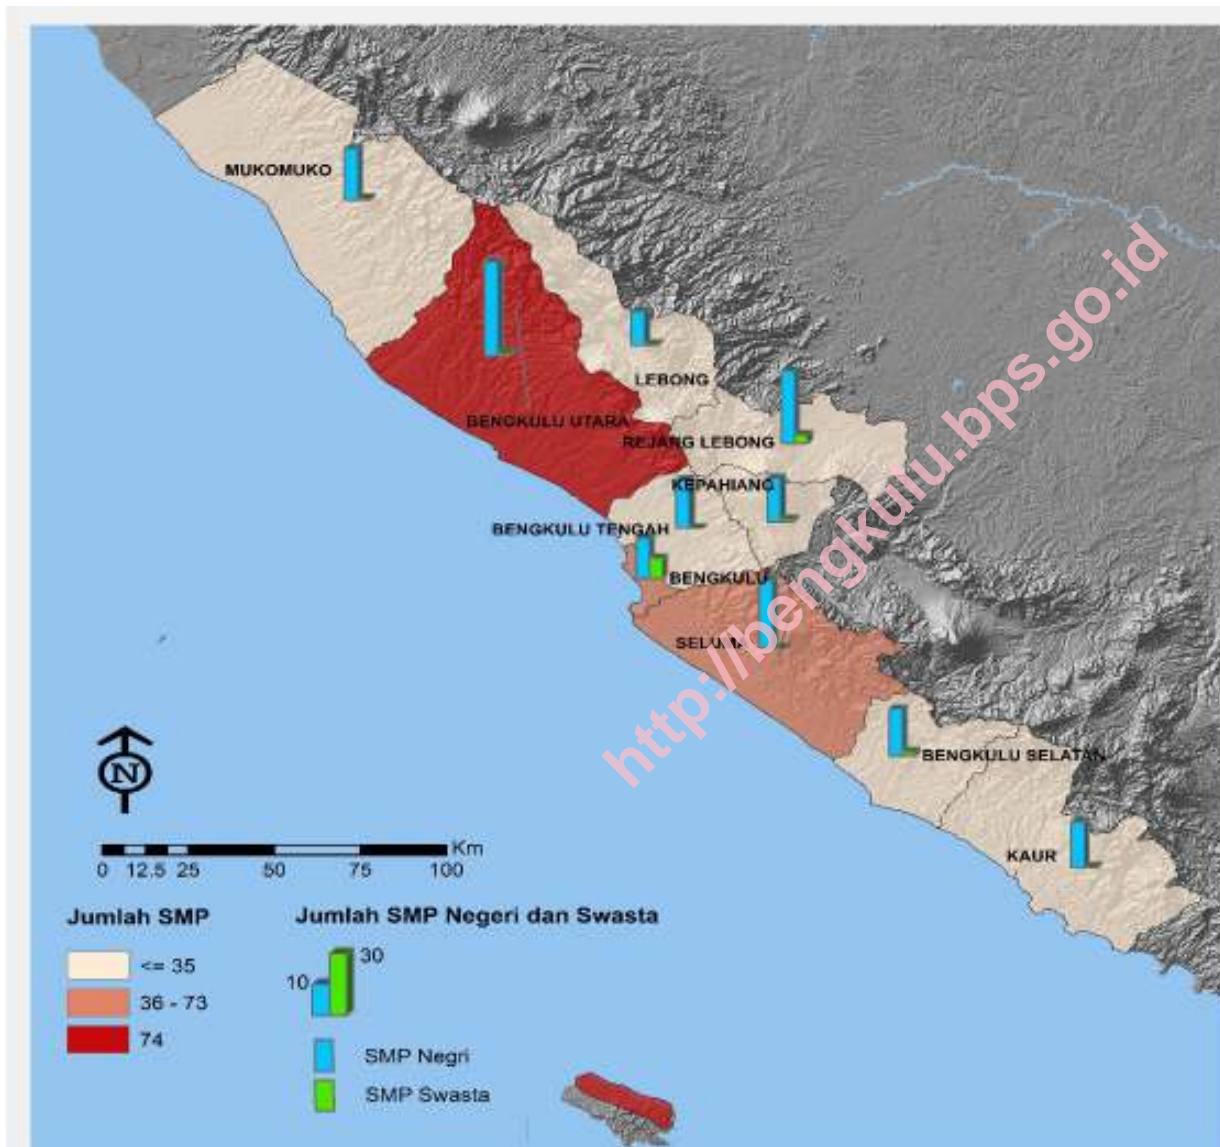 MUKOMUKO
LEBONG
BENGKULU UTARA
REJANG LEBONG
KEPAHIANG
BENGKULU TENGAH
BENGKULU
SELUMA
BENGKULU SELATAN
KAUR
http://bengkulu.bps.go.id
N
Km
0 12.5 25 50 75 100
Jumlah SMP
<= 35
36 - 73
74
Jumlah SMP Negeri dan Swasta
30
10
SMP Negri
SMP Swasta